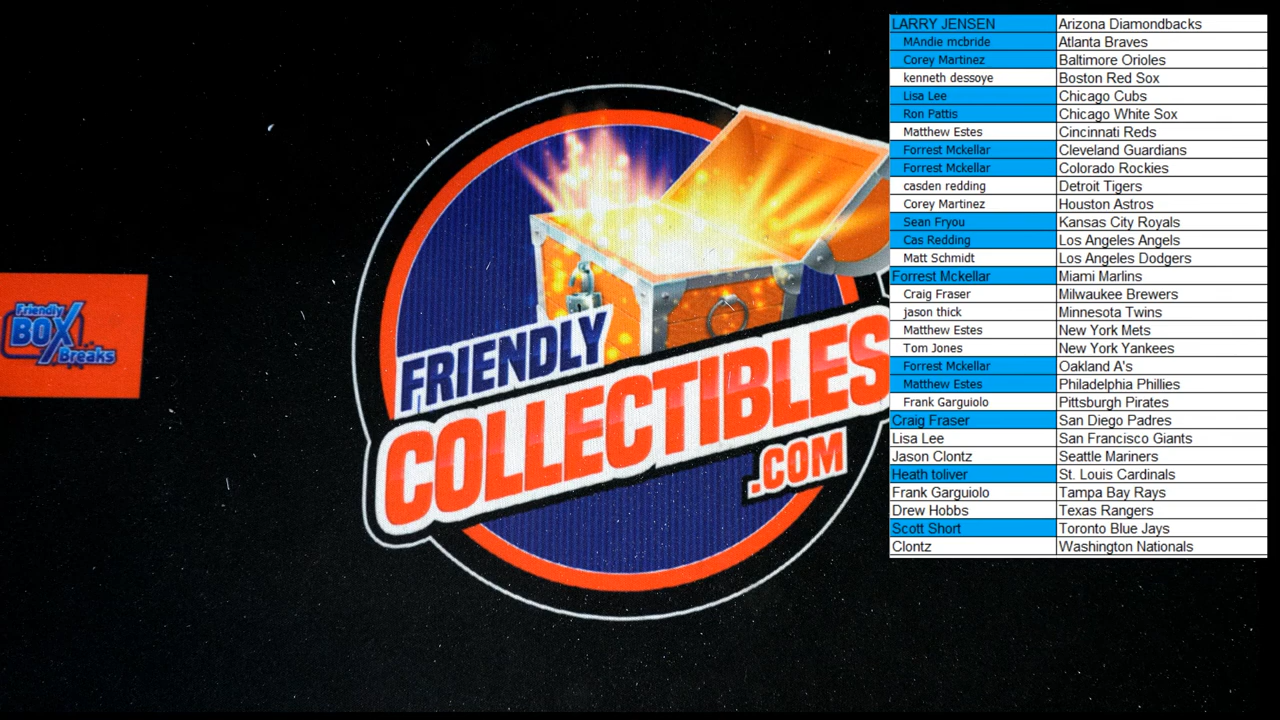 Friendly
BOX
Breaks
FRIENDLY
COLLECTIBLES
.COM
LARRY JENSEN Arizona Diamondbacks
MAndie mcbride Atlanta Braves
Corey Martinez Baltimore Orioles
kenneth dessoye Boston Red Sox
Lisa Lee Chicago Cubs
Ron Pattis Chicago White Sox
Matthew Estes Cincinnati Reds
Forrest Mckellar Cleveland Guardians
Forrest Mckellar Colorado Rockies
casden redding Detroit Tigers
Corey Martinez Houston Astros
Sean Fryou Kansas City Royals
Cas Redding Los Angeles Angels
Matt Schmidt Los Angeles Dodgers
Forrest Mckellar Miami Marlins
Craig Fraser Milwaukee Brewers
jason thick Minnesota Twins
Matthew Estes New York Mets
Tom Jones New York Yankees
Forrest Mckellar Oakland A's
Matthew Estes Philadelphia Phillies
Frank Garguiolo Pittsburgh Pirates
Craig Fraser San Diego Padres
Lisa Lee San Francisco Giants
Jason Clontz Seattle Mariners
Heath toliver St. Louis Cardinals
Frank Garguiolo Tampa Bay Rays
Drew Hobbs Texas Rangers
Scott Short Toronto Blue Jays
Clontz Washington Nationals